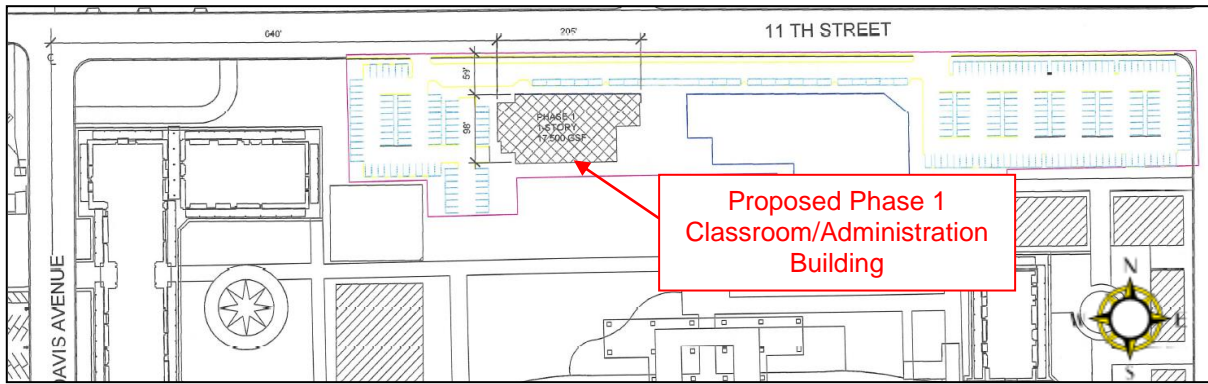 640'
205'
11 TH STREET
59'
98'
PHASE 1
1-STORY
17,500 GSF
Proposed Phase 1
Classroom/Administration
Building
DAVIS AVENUE
N
W
E
S